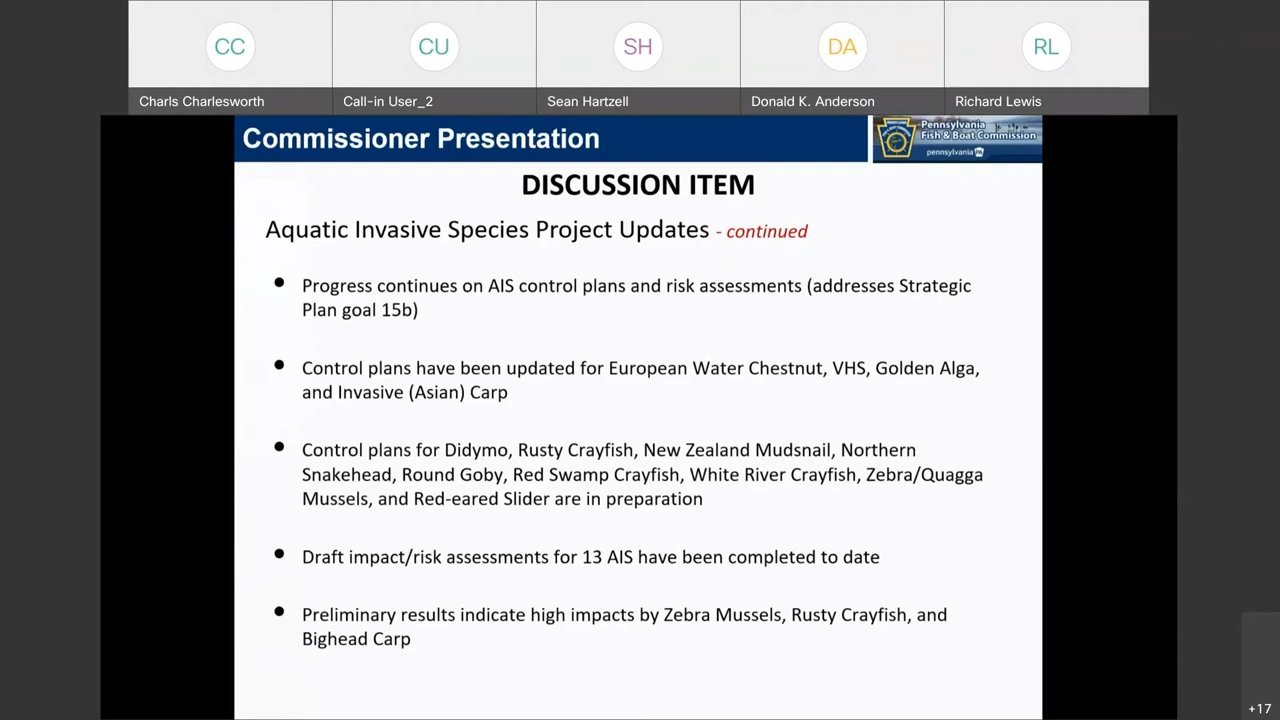 CC
CU
SH
DA
RL
Charls Charlesworth
Call-in User_2
Sean Hartzell
Donald K. Anderson
Richard Lewis
Commissioner Presentation
Pennsylvania
Fish & Boat Commission
pennsylvania PA
DISCUSSION ITEM
Aquatic Invasive Species Project Updates - continued
• Progress continues on AIS control plans and risk assessments (addresses Strategic
Plan goal 15b)
• Control plans have been updated for European Water Chestnut, VHS, Golden Alga,
and Invasive (Asian) Carp
• Control plans for Didymo, Rusty Crayfish, New Zealand Mudsnail, Northern
Snakehead, Round Goby, Red Swamp Crayfish, White River Crayfish, Zebra/Quagga
Mussels, and Red-eared Slider are in preparation
• Draft impact/risk assessments for 13 AIS have been completed to date
• Preliminary results indicate high impacts by Zebra Mussels, Rusty Crayfish, and
Bighead Carp
+17